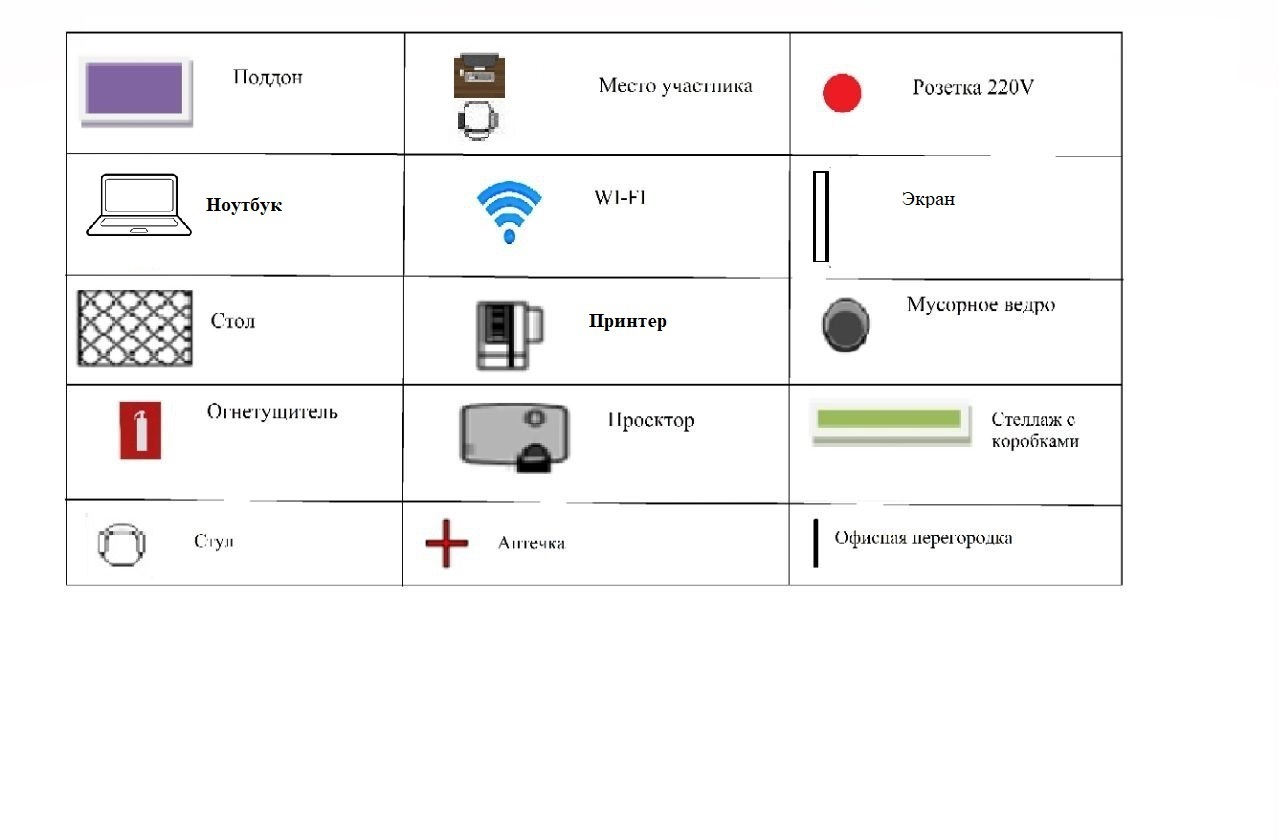 Поддон
Место участника
Розетка 220V
Ноутбук
WI-FI
Экран
Стол
Принтер
Мусорное ведро
Огнетущитель
Проектор
Стеллаж с
коробками
Стул
Аптечка
Офисная перегородка